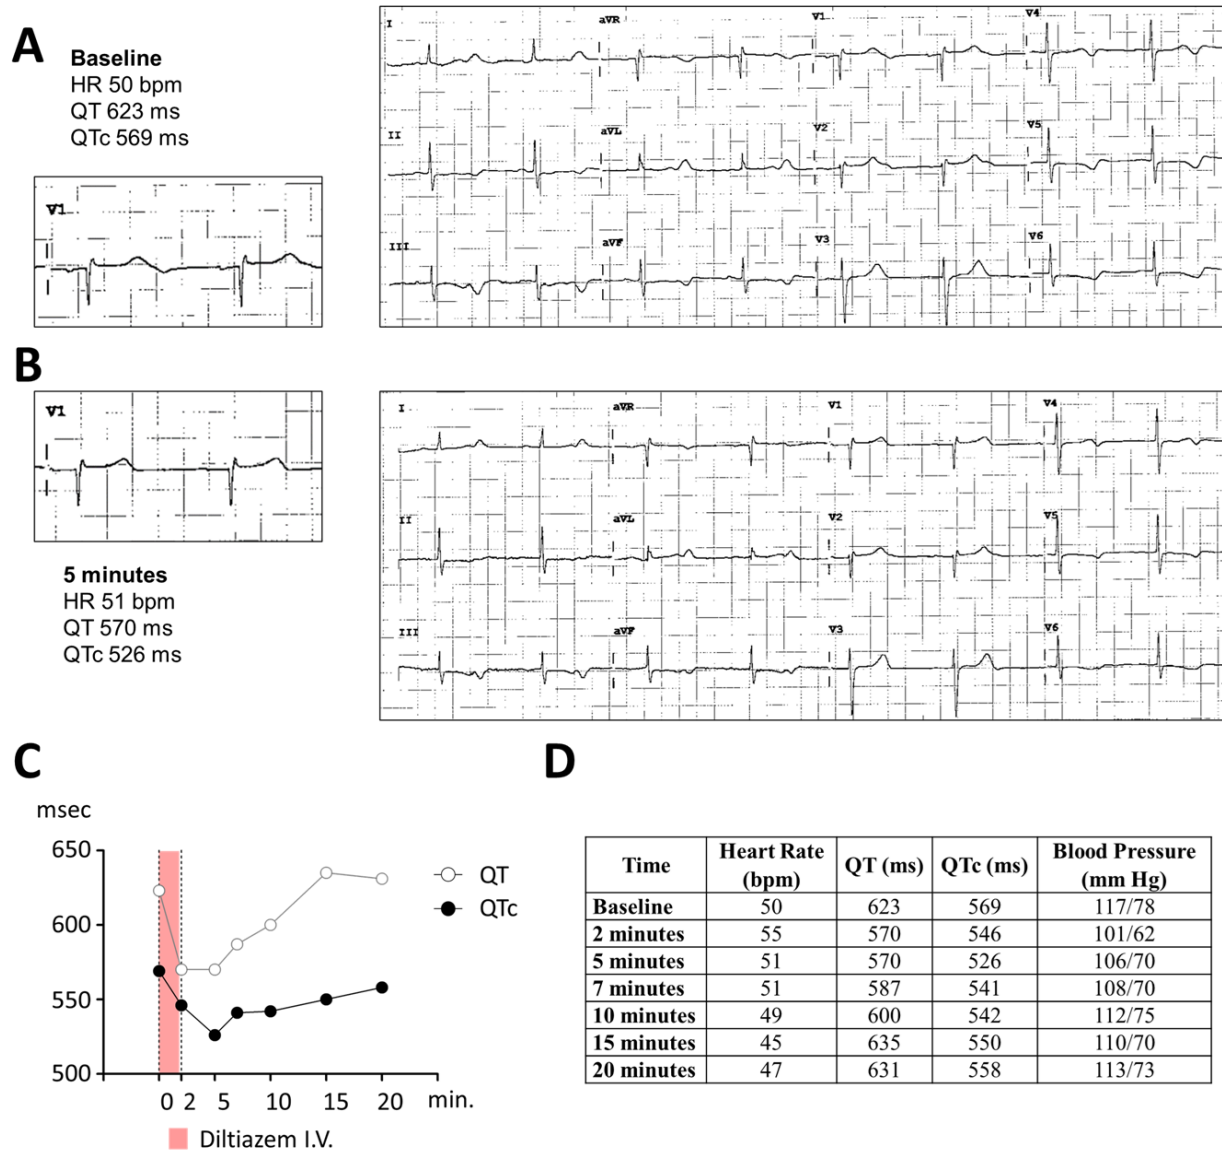 A
Baseline
HR 50 bpm
QT 623 ms
QTc 569 ms
V1
I aVR V1 V4
II aVL V2 V5
III aVF V3 V6
B
V1
5 minutes
HR 51 bpm
QT 570 ms
QTc 526 ms
I aVR V1 V4
II aVL V2 V5
III aVF V3 V6
C
msec
650
600
550
500
0 2 5 10 15 20 min.
QT
QTc
Diltiazem I.V.
D
Time Heart Rate (bpm) QT (ms) QTc (ms) Blood Pressure (mm Hg)
Baseline 50 623 569 117/78
2 minutes 55 570 546 101/62
5 minutes 51 570 526 106/70
7 minutes 51 587 541 108/70
10 minutes 49 600 542 112/75
15 minutes 45 635 550 110/70
20 minutes 47 631 558 113/73